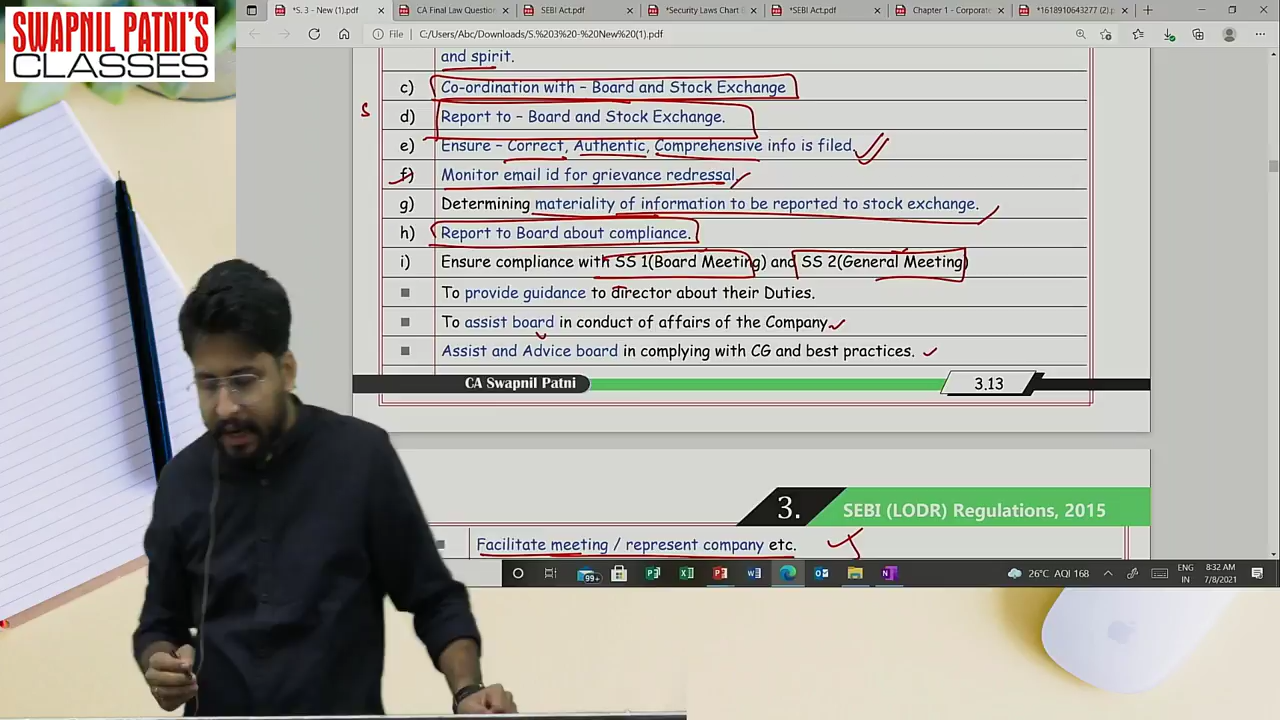 SWAPNIL PATNI'S
CLASSES
*S. 3 - New (1).pdf
CA Final Law Question
SEBI Act.pdf
*Security Laws Chart
*SEBI Act.pdf
Chapter 1 - Corporate
*1618910643277 (2).p
File
C:/Users/Abc/Downloads/S.%203%20-%20New(1).pdf
and spirit.
c) Co-ordination with – Board and Stock Exchange
S
d) Report to – Board and Stock Exchange.
e) Ensure – Correct, Authentic, Comprehensive info is filed
f) Monitor email id for grievance redressal
g) Determining materiality of information to be reported to stock exchange.
h) Report to Board about compliance.
i) Ensure compliance with SS 1(Board Meeting) and SS 2(General Meeting)
■ To provide guidance to director about their Duties.
■ To assist board in conduct of affairs of the Company
■ Assist and Advice board in complying with CG and best practices.
CA Swapnil Patni
3.13
3. SEBI (LODR) Regulations, 2015
■ Facilitate meeting / represent company etc.
99+
26°C AQI 168
ENG
IN
8:32 AM
7/8/2021